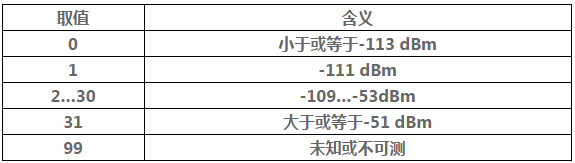 取值 含义
0 小于或等于-113 dBm
1 -111 dBm
2...30 -109...-53dBm
31 大于或等于-51 dBm
99 未知或不可测